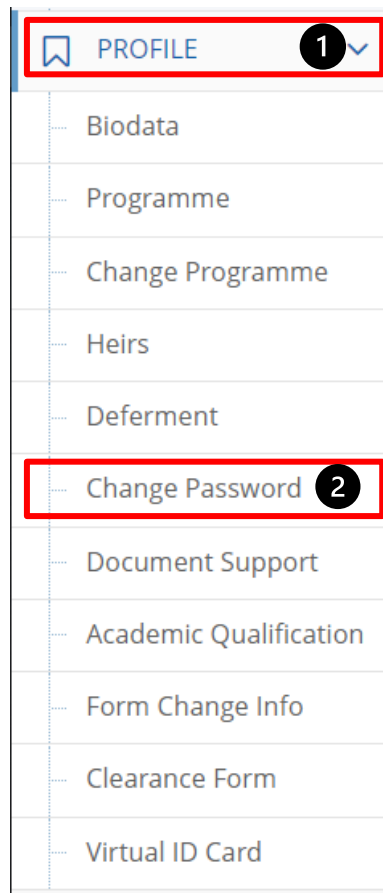 PROFILE 1
Biodata
Programme
Change Programme
Heirs
Deferment
Change Password 2
Document Support
Academic Qualification
Form Change Info
Clearance Form
Virtual ID Card